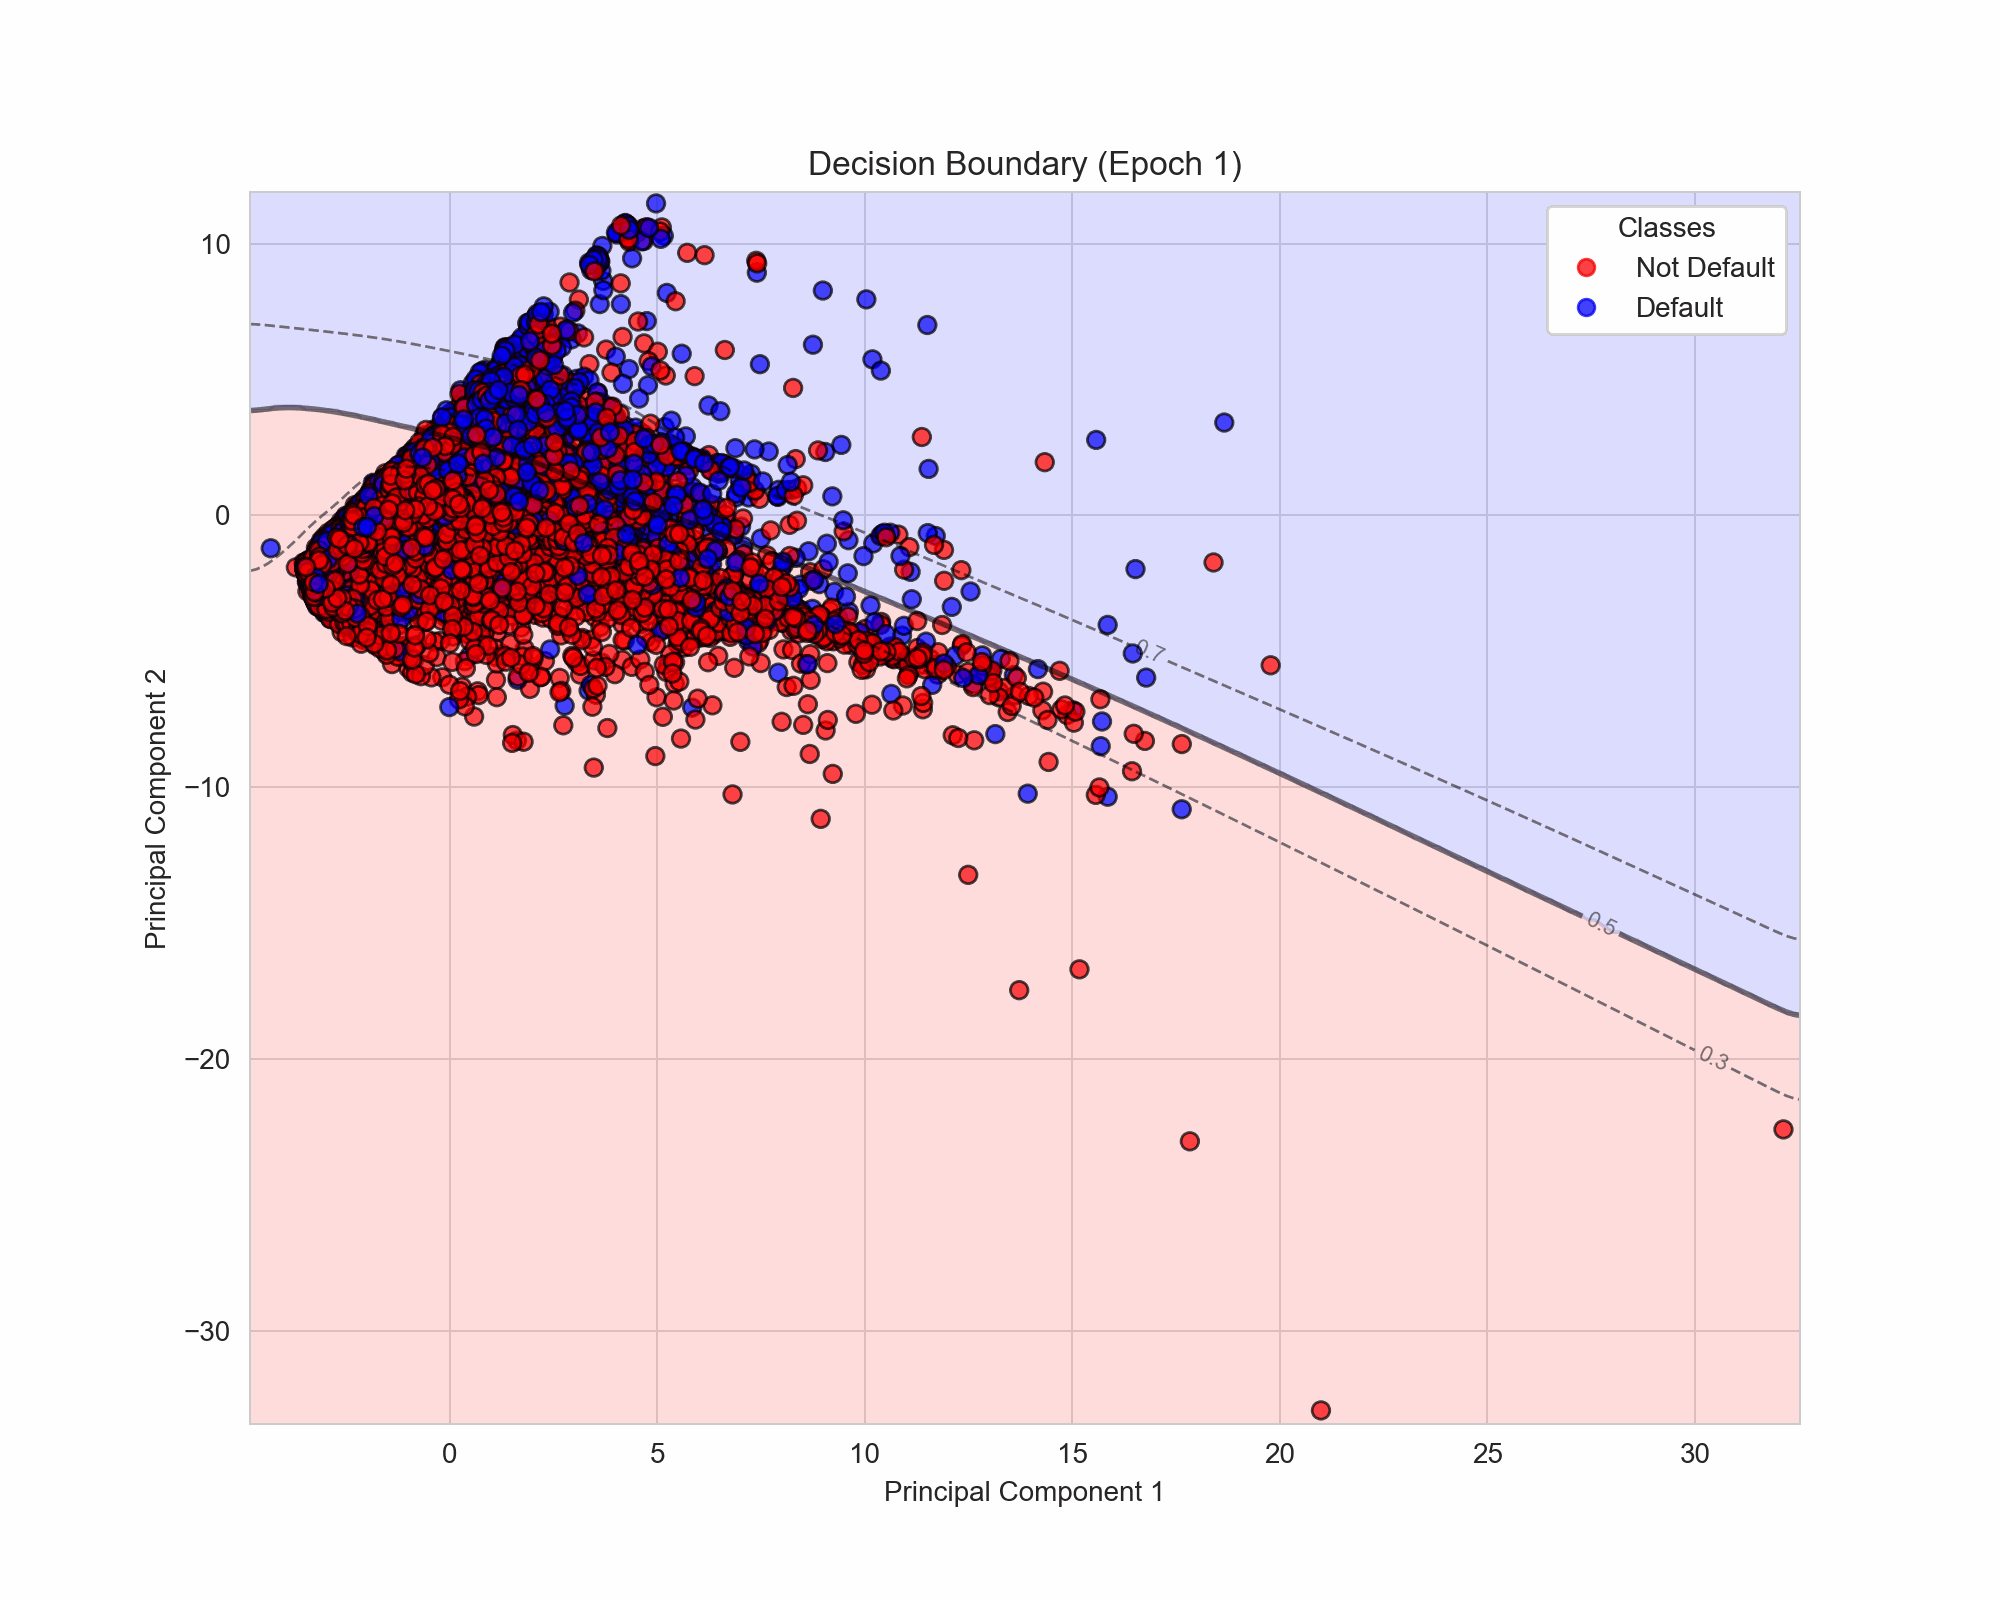 Decision Boundary (Epoch 1)
Classes
Not Default
Default
10
0
−10
−20
−30
Principal Component 2
0.7
0.5
0.3
0
5
10
15
20
25
30
Principal Component 1